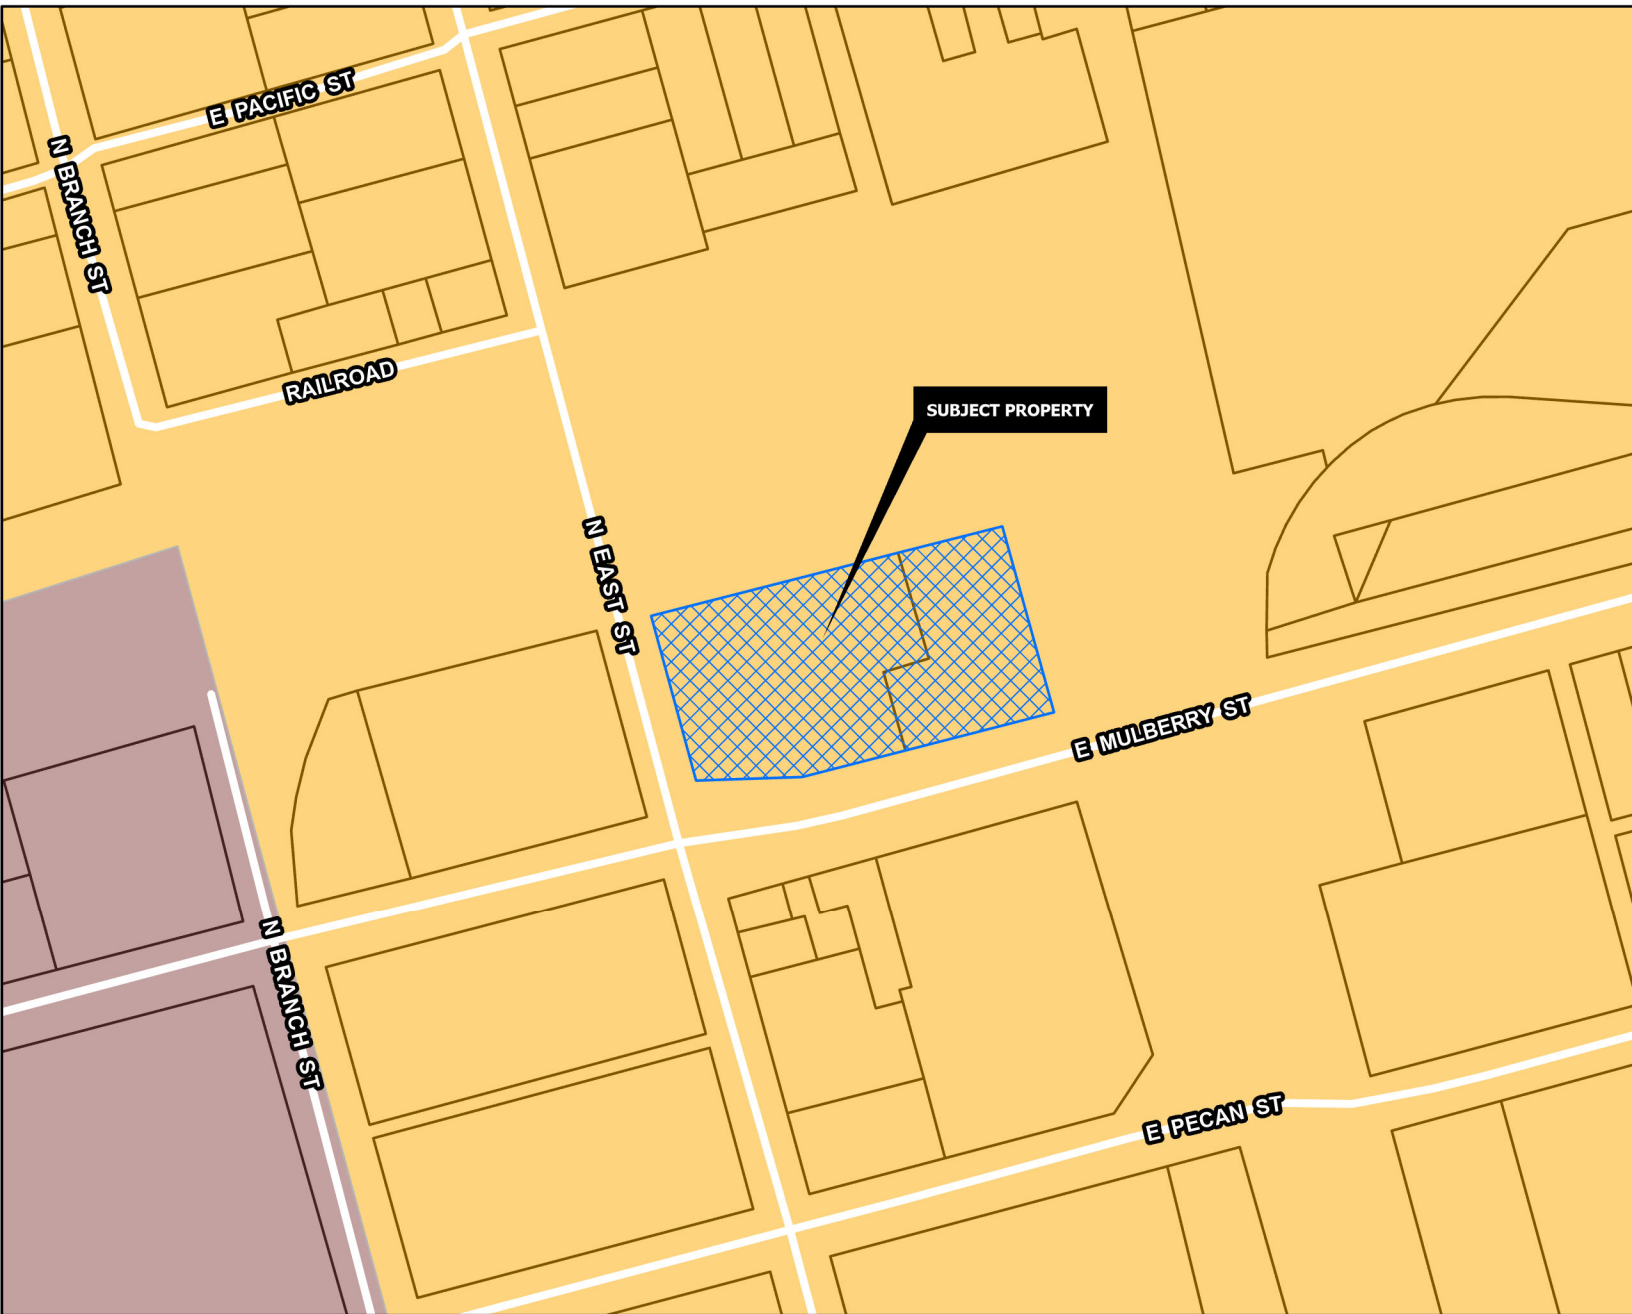 E PACIFIC ST
N BRANCH ST
RAILROAD
SUBJECT PROPERTY
N EAST ST
E MULBERRY ST
N BRANCH ST
E PECAN ST